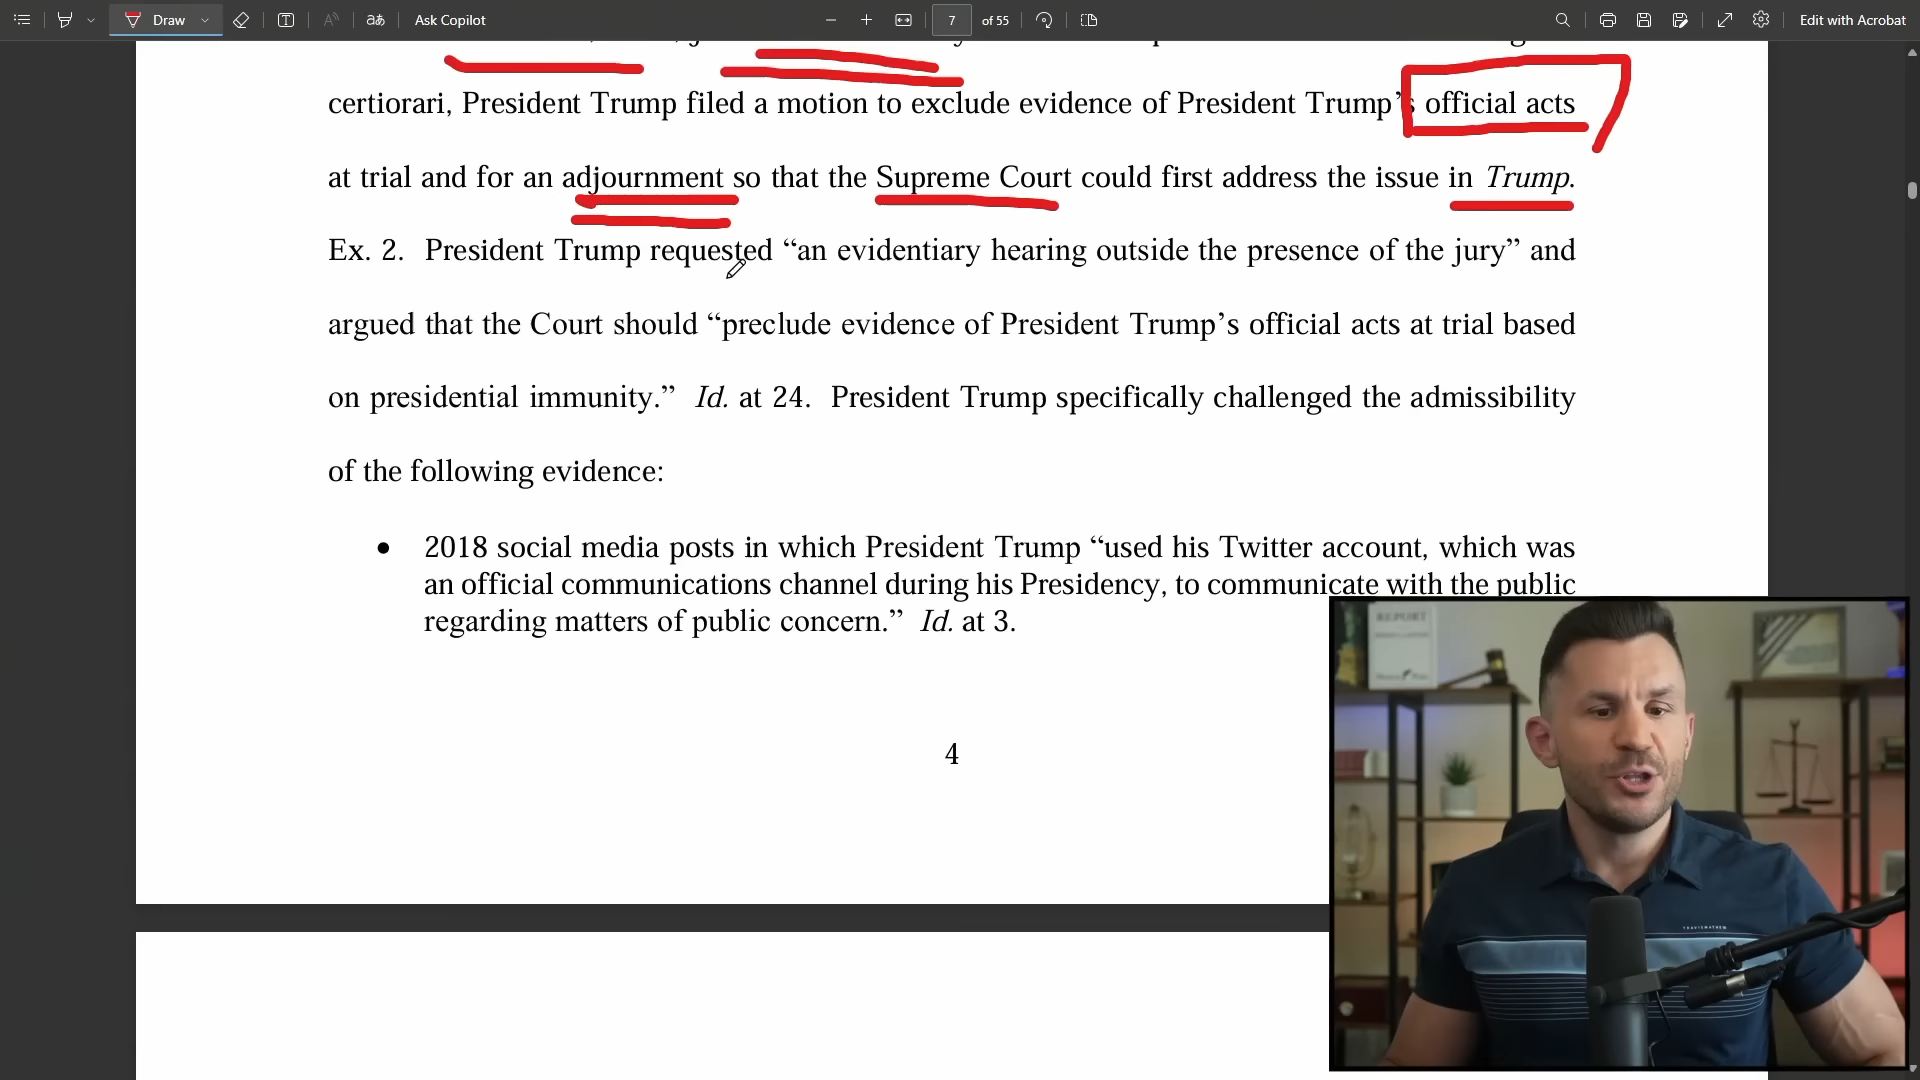 Draw
Ask Copilot
7 of 55
Edit with Acrobat
certiorari, President Trump filed a motion to exclude evidence of President Trump’s official acts
at trial and for an adjournment so that the Supreme Court could first address the issue in Trump.
Ex. 2. President Trump requested “an evidentiary hearing outside the presence of the jury” and
argued that the Court should “preclude evidence of President Trump’s official acts at trial based
on presidential immunity.” Id. at 24. President Trump specifically challenged the admissibility
of the following evidence:
• 2018 social media posts in which President Trump “used his Twitter account, which was
an official communications channel during his Presidency, to communicate with the public
regarding matters of public concern.” Id. at 3.
4
REPORT
TRAVISMATHEW